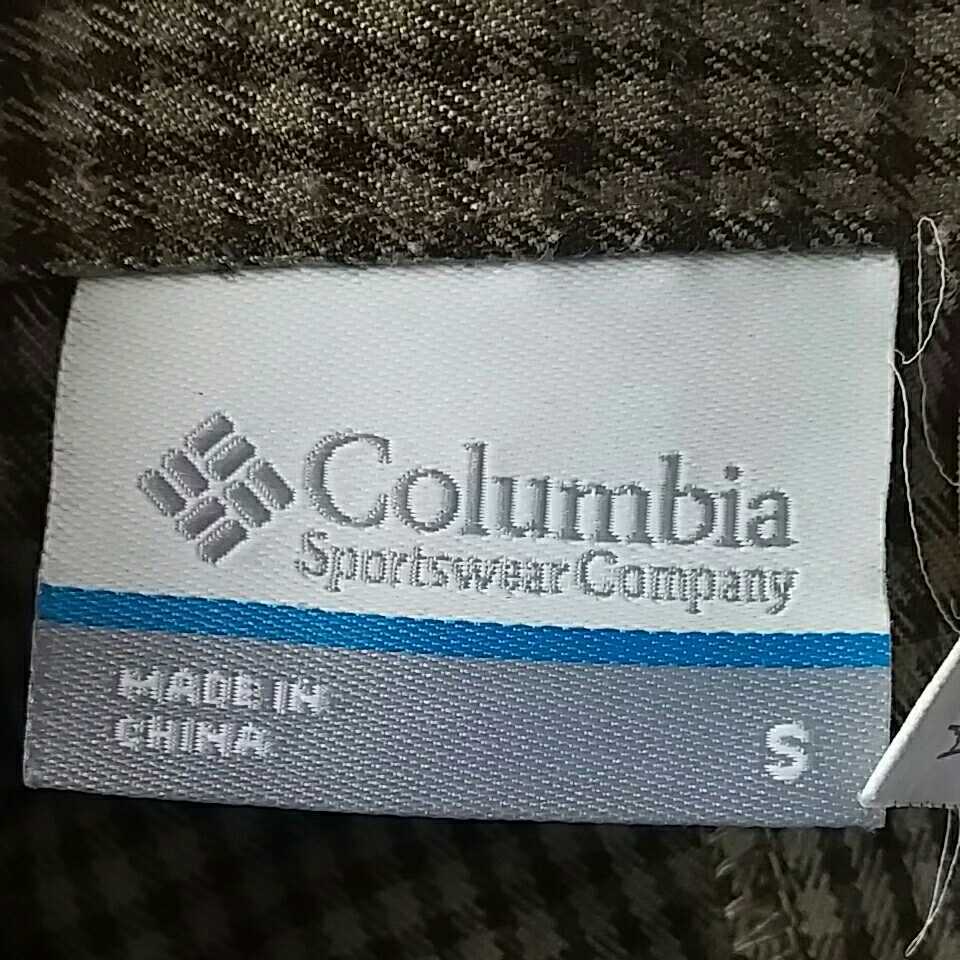 Columbia
Sportswear Company
MADE IN
CHINA
S